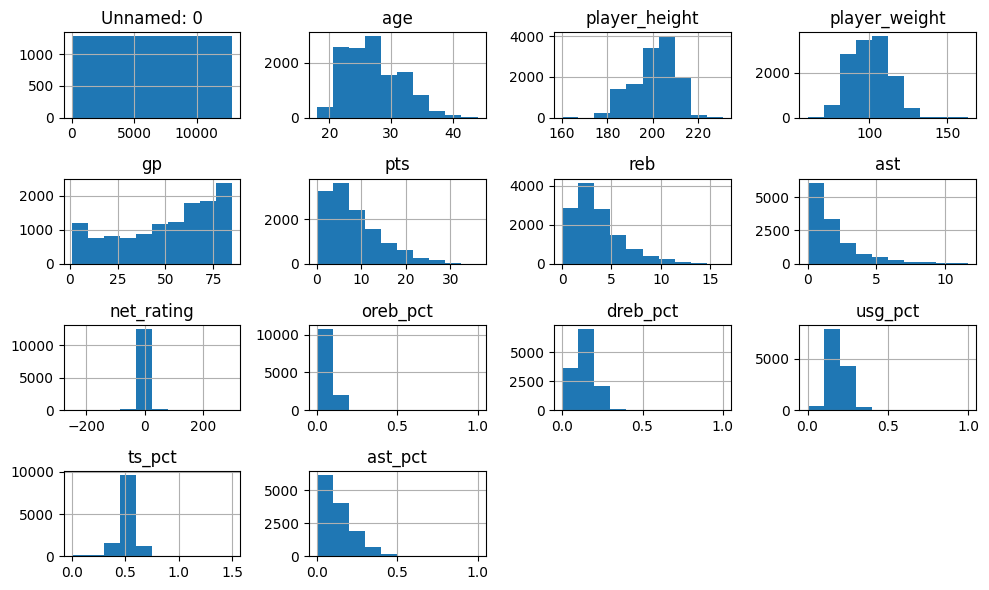 Unnamed: 0 age player_height player_weight
1000 2000 4000 2000
500 2000
0 0 0 0
0 5000 10000 20 30 40 160 180 200 220 100 150
gp pts reb ast
2000 2000 4000 5000
1000 2000 2500
0 0 0 0
0 25 50 75 0 10 20 30 0 5 10 15 0 5 10
net_rating oreb_pct dreb_pct usg_pct
10000 10000 5000 5000
5000 5000 2500
0 0 0 0
−200 0 200 0.0 0.5 1.0 0.0 0.5 1.0 0.0 0.5 1.0
ts_pct ast_pct
10000 5000
5000 2500
0 0
0.0 0.5 1.0 1.5 0.0 0.5 1.0